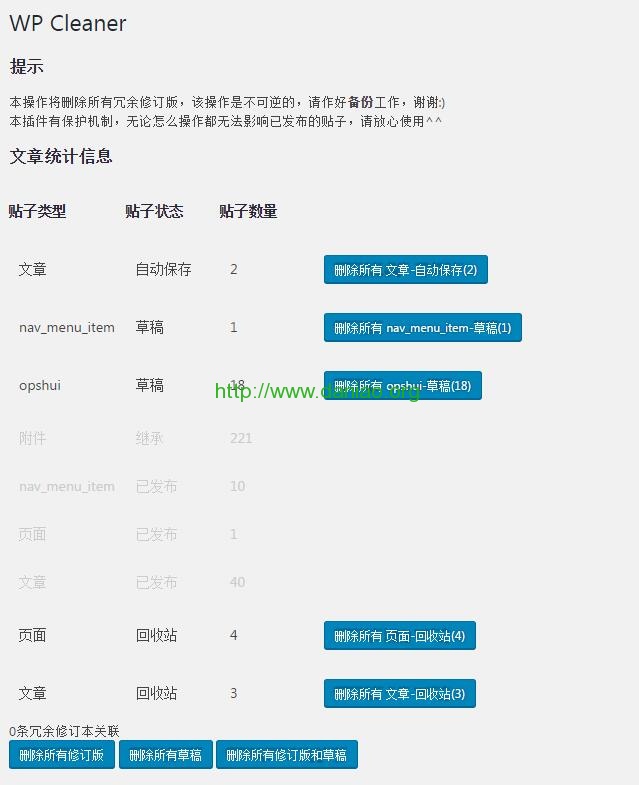 WP Cleaner
提示
本操作将删除所有冗余修订版，该操作是不可逆的，请作好备份工作，谢谢:)
本插件有保护机制，无论怎么操作都无法影响已发布的贴子，请放心使用^^
文章统计信息
贴子类型 贴子状态 贴子数量
文章 自动保存 2 删除所有 文章-自动保存(2)
nav_menu_item 草稿 1 删除所有 nav_menu_item-草稿(1)
opshui 草稿 18 删除所有 opshui-草稿(18)
附件 继承 221
nav_menu_item 已发布 10
页面 已发布 1
文章 已发布 40
页面 回收站 4 删除所有 页面-回收站(4)
文章 回收站 3 删除所有 文章-回收站(3)
0条冗余修订本关联
删除所有修订版 删除所有草稿 删除所有修订版和草稿